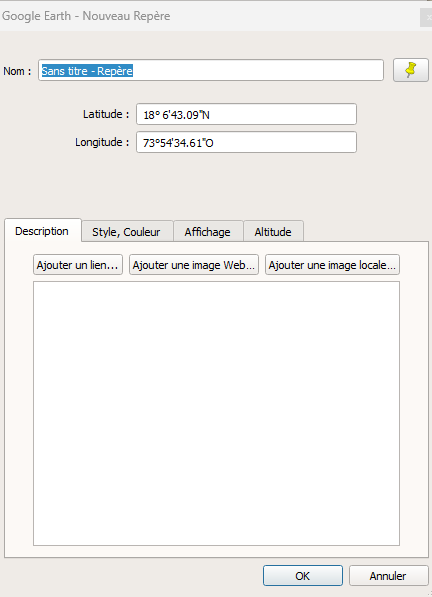 Google Earth - Nouveau Repère
Nom : Sans titre - Repère
Latitude : 18° 6'43.09"N
Longitude : 73°54'34.61"O
Description Style, Couleur Affichage Altitude
Ajouter un lien... Ajouter une image Web... Ajouter une image locale...
OK Annuler